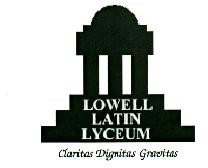 LOWELL
LATIN
LYCEUM
Claritas Dignitas Gravitas